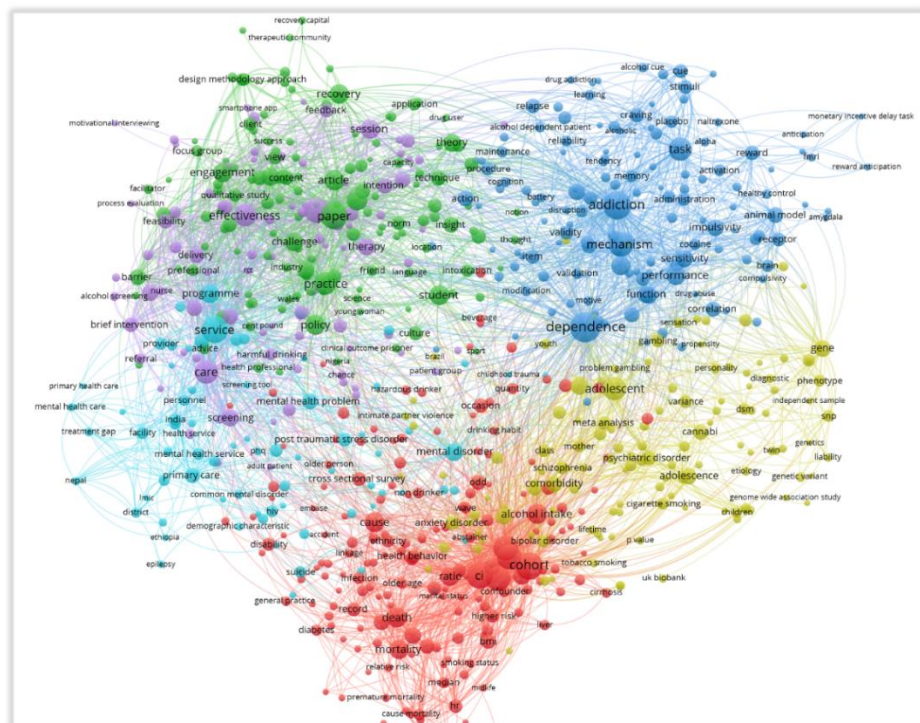 recovery capital
therapeutic community
design methodology approach
recovery
smartphone app
feedback
application
motivational interviewing
client
session
drug user
success
focus group
view
capacity
theory
engagement
content
article
intention
technique
facilitator
qualitative study
process evaluation
effectiveness
paper
norm
insight
feasibility
challenge
therapy
location
delivery
industry
friend
language
barrier
professional
rct
practice
intoxication
alcohol screening
nurse
programme
wales
science
student
young woman
beverage
brief intervention
service
cent pound
policy
culture
provider
advice
harmful drinking
clinical outcome
prisoner
brazil
sport
referral
health professional
nigeria
patient group
care
screening tool
chance
hazardous drinker
childhood trauma
primary health care
personnel
mental health problem
quantity
mental health care
india
screening
intimate partner violence
occasion
treatment gap
facility
health service
drinking habit
post traumatic stress disorder
mental health service
phq
older person
mental disorder
nepal
primary care
adult patient
cross sectional survey
lmic
common mental disorder
non drinker
odd
district
hiv
embase
wave
demographic characteristic
cause
anxiety disorder
ethiopia
accident
ethnicity
abstainer
disability
linkage
health behavior
epilepsy
suicide
infection
older age
ratio
ci
cohort
general practice
record
mental status
confounder
diabetes
death
higher risk
mortality
bmi
liver
relative risk
smoking status
median
midlife
premature mortality
hr
cause mortality
alcohol cue
cue
drug addiction
stimuli
learning
relapse
craving
placebo
naltrexone
monetary incentive delay task
alcohol dependent patient
alcoholic
anticipation
maintenance
reliability
task
alpha
reward
fmri
procedure
tendency
activation
reward anticipation
cognition
memory
action
battery
addiction
administration
healthy control
notion
disruption
impulsivity
animal model
amygdala
thought
validity
mechanism
cocaine
receptor
item
sensitivity
brain
validation
performance
compulsivity
modification
function
drug abuse
motive
correlation
dependence
sensation
youth
gambling
propensity
gene
problem gambling
personality
diagnostic
phenotype
adolescent
independent sample
variance
dsm
snp
meta analysis
cannabi
class
mother
twin
genetics
psychiatric disorder
liability
schizophrenia
adolescence
etiology
genetic variant
comorbidity
cigarette smoking
genome wide association study
children
alcohol intake
lifetime
bipolar disorder
p value
tobacco smoking
uk biobank
cirrhosis